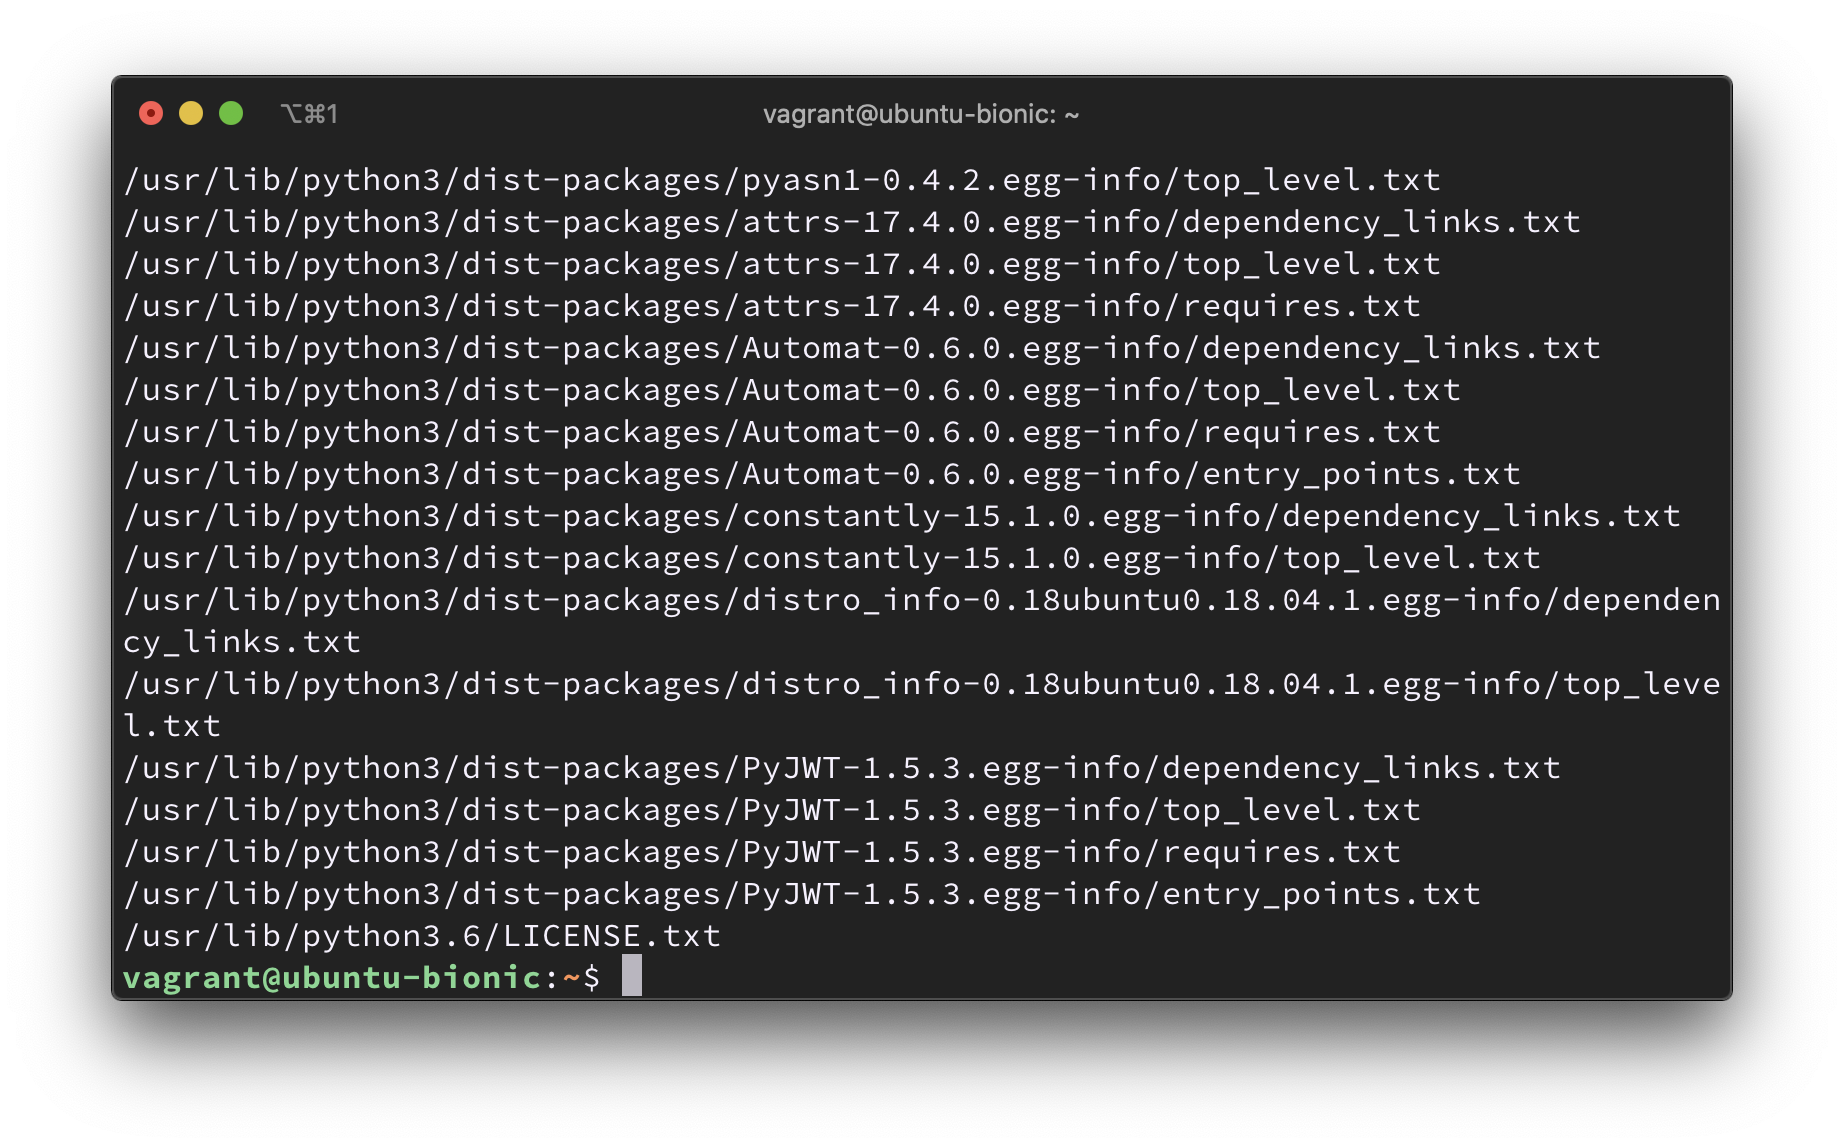 ⌥⌘1
vagrant@ubuntu-bionic: ~
/usr/lib/python3/dist-packages/pyasn1-0.4.2.egg-info/top_level.txt
/usr/lib/python3/dist-packages/attrs-17.4.0.egg-info/dependency_links.txt
/usr/lib/python3/dist-packages/attrs-17.4.0.egg-info/top_level.txt
/usr/lib/python3/dist-packages/attrs-17.4.0.egg-info/requires.txt
/usr/lib/python3/dist-packages/Automat-0.6.0.egg-info/dependency_links.txt
/usr/lib/python3/dist-packages/Automat-0.6.0.egg-info/top_level.txt
/usr/lib/python3/dist-packages/Automat-0.6.0.egg-info/requires.txt
/usr/lib/python3/dist-packages/Automat-0.6.0.egg-info/entry_points.txt
/usr/lib/python3/dist-packages/constantly-15.1.0.egg-info/dependency_links.txt
/usr/lib/python3/dist-packages/constantly-15.1.0.egg-info/top_level.txt
/usr/lib/python3/dist-packages/distro_info-0.18ubuntu0.18.04.1.egg-info/dependen
cy_links.txt
/usr/lib/python3/dist-packages/distro_info-0.18ubuntu0.18.04.1.egg-info/top_leve
l.txt
/usr/lib/python3/dist-packages/PyJWT-1.5.3.egg-info/dependency_links.txt
/usr/lib/python3/dist-packages/PyJWT-1.5.3.egg-info/top_level.txt
/usr/lib/python3/dist-packages/PyJWT-1.5.3.egg-info/requires.txt
/usr/lib/python3/dist-packages/PyJWT-1.5.3.egg-info/entry_points.txt
/usr/lib/python3.6/LICENSE.txt
vagrant@ubuntu-bionic:~$